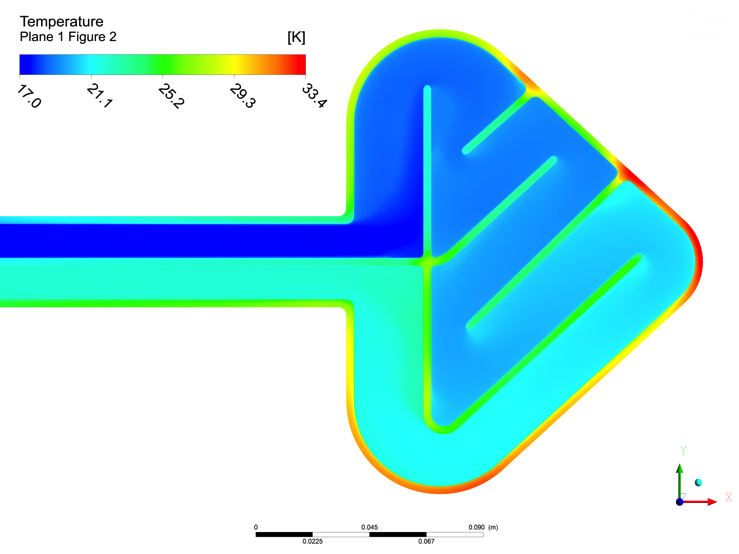 Temperature
Plane 1 Figure 2
[K]
17.0 21.1 25.2 29.3 33.4
Y
X
0 0.045 0.090 (m)
0.0225 0.067